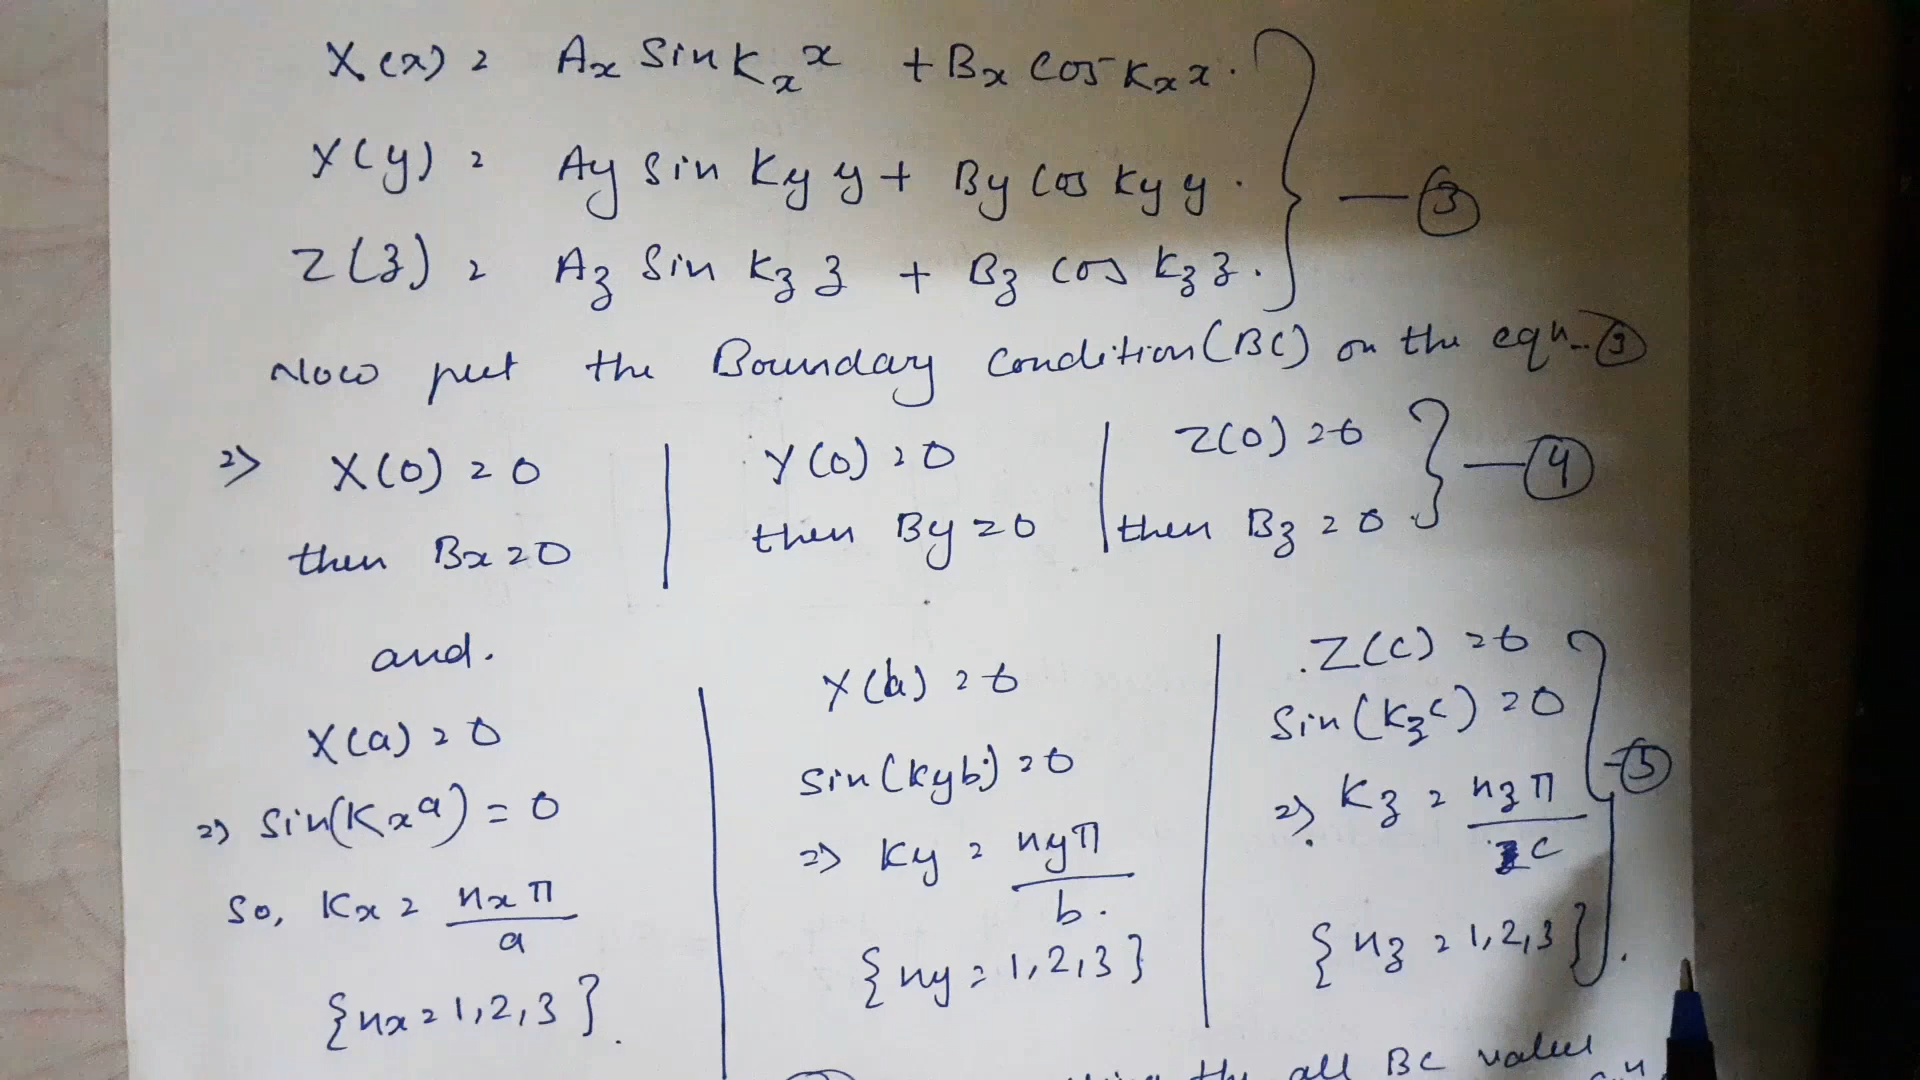 X(x) = Ax Sin Kx x + Bx Cos Kx x. }
Y(y) = Ay Sin Ky y + By Cos Ky y. } — ③
Z(z) = Az Sin Kz z + Bz cos Kz z. }
Now put the Boundary Condition (BC) on the eqn. ③
=> X(0) = 0 | Y(0) = 0 | Z(0) = 0 } — ④
then Bx = 0 | then By = 0 | then Bz = 0
and.
X(a) = 0
=> Sin(Kx a) = 0
So, Kx = nx π / a
{nx = 1,2,3}.
Y(b) = 0
Sin(Ky b) = 0
=> Ky = ny π / b.
{ny = 1,2,3}
Z(c) = 0
Sin(Kz c) = 0
=> Kz = nz π / c
{nz = 1,2,3}. — ⑤
the all BC value